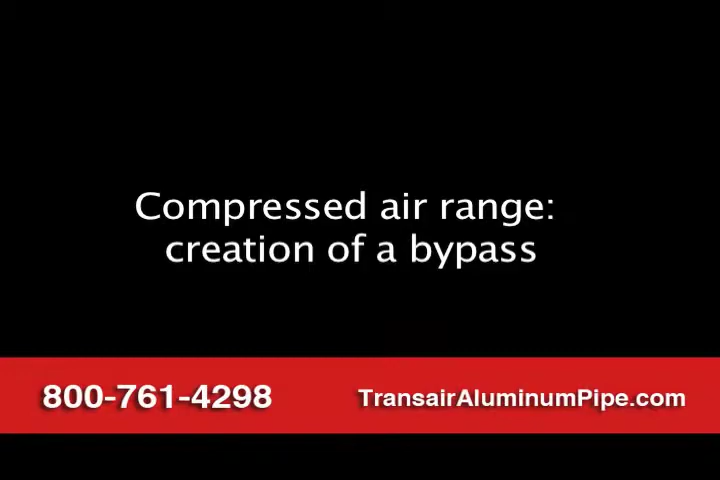 Compressed air range:
creation of a bypass
800-761-4298
TransairAluminumPipe.com